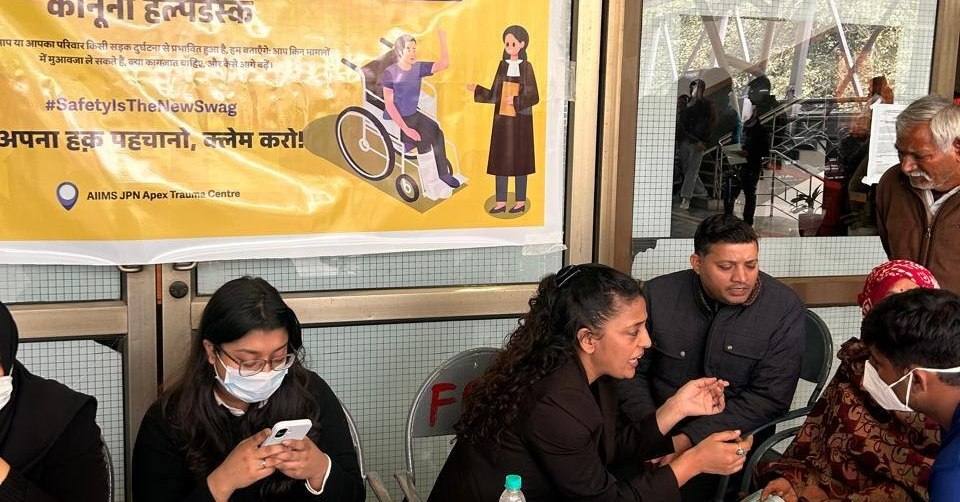 कानूनी हेल्पडेस्क
आप या आपका परिवार किसी सड़क दुर्घटना से प्रभावित हुआ है, हम बताएँगे- आप किन मामलों
में मुआवजा ले सकते हैं, क्या कागजात चाहिए, और कैसे आगे बढ़ें।
#SafetyIsTheNewSwag
अपना हक़ पहचानो, क्लेम करो!
AIIMS JPN Apex Trauma Centre